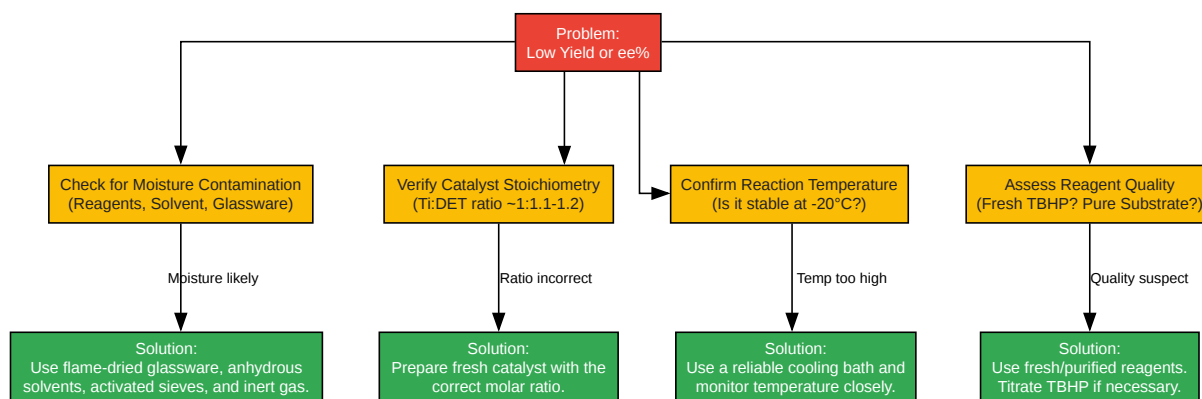 Problem:
Low Yield or ee%
Check for Moisture Contamination
(Reagents, Solvent, Glassware)
Verify Catalyst Stoichiometry
(Ti:DET ratio ~1:1.1-1.2)
Confirm Reaction Temperature
(Is it stable at -20°C?)
Assess Reagent Quality
(Fresh TBHP? Pure Substrate?)
Moisture likely
Ratio incorrect
Temp too high
Quality suspect
Solution:
Use flame-dried glassware, anhydrous
solvents, activated sieves, and inert gas.
Solution:
Prepare fresh catalyst with the
correct molar ratio.
Solution:
Use a reliable cooling bath and
monitor temperature closely.
Solution:
Use fresh/purified reagents.
Titrate TBHP if necessary.